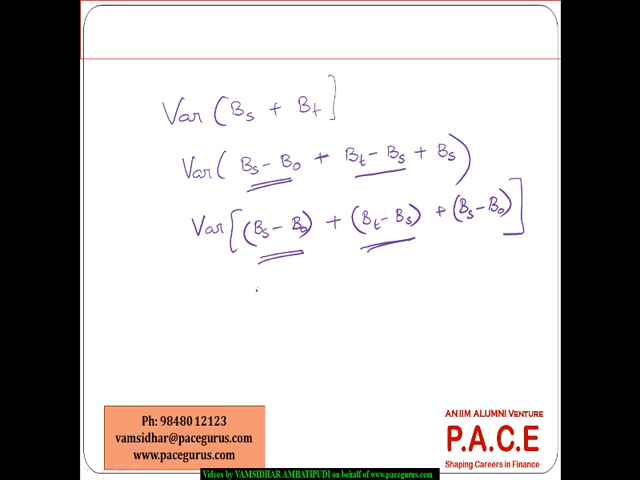 Var (Bs + Bt]
Var ( Bs - B0 + Bt - Bs + Bs )
Var [ (Bs - B0) + (Bt - Bs) + (Bs - B0) ]
Ph: 98480 12123
vamsidhar@pacegurus.com
www.pacegurus.com
AN IIM ALUMNI VENTURE
P.A.C.E
Shaping Careers in Finance
Videos by VAMSIDHAR AMBATIPUDI on behalf of www.pacegurus.com